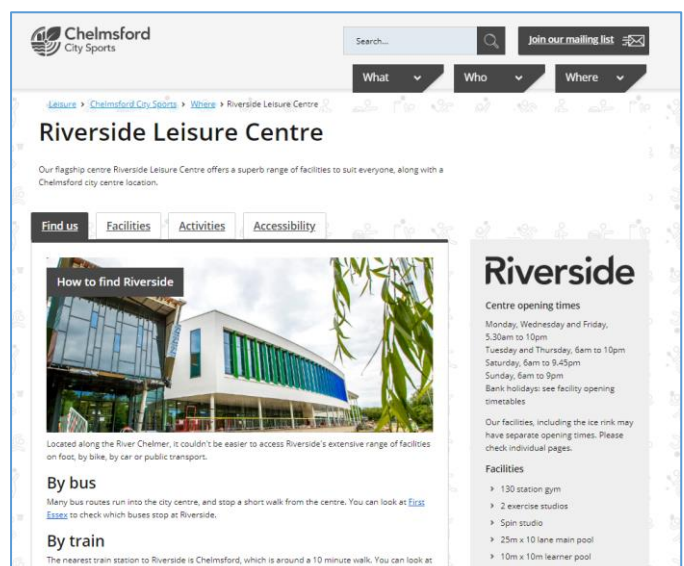 Chelmsford
City Sports
Search...
Join our mailing list
What
Who
Where
Leisure › Chelmsford City Sports › Where › Riverside Leisure Centre
Riverside Leisure Centre
Our flagship centre Riverside Leisure Centre offers a superb range of facilities to suit everyone, along with a
Chelmsford city centre location.
Find us
Facilities
Activities
Accessibility
How to find Riverside
Located along the River Chelmer, it couldn't be easier to access Riverside's extensive range of facilities
on foot, by bike, by car or public transport.
By bus
Many bus routes run into the city centre, and stop a short walk from the centre. You can look at First
Essex to check which buses stop at Riverside.
By train
The nearest train station to Riverside is Chelmsford, which is around a 10 minute walk. You can look at
Riverside
Centre opening times
Monday, Wednesday and Friday,
5.30am to 10pm
Tuesday and Thursday, 6am to 10pm
Saturday, 6am to 9.45pm
Sunday, 6am to 9pm
Bank holidays: see facility opening
timetables
Our facilities, including the ice rink may
have separate opening times. Please
check individual pages.
Facilities
› 130 station gym
› 2 exercise studios
› Spin studio
› 25m x 10 lane main pool
› 10m x 10m learner pool